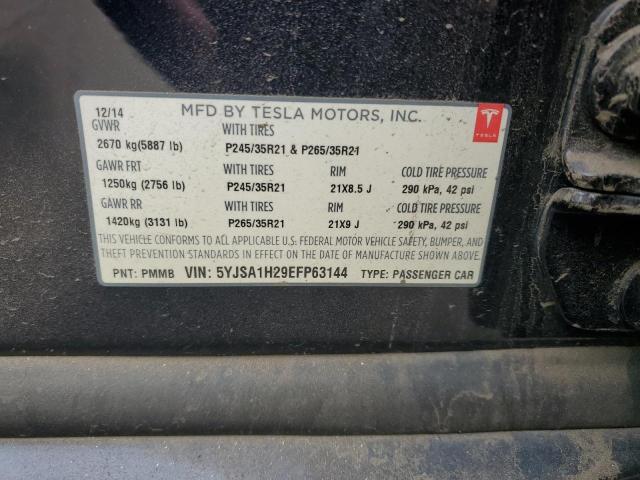 12/14 MFD BY TESLA MOTORS, INC.
GVWR WITH TIRES
2670 kg(5887 lb) P245/35R21 & P265/35R21
GAWR FRT WITH TIRES RIM COLD TIRE PRESSURE
1250kg (2756 lb) P245/35R21 21X8.5 J 290 kPa, 42 psi
GAWR RR WITH TIRES RIM COLD TIRE PRESSURE
1420kg (3131 lb) P265/35R21 21X9 J 290 kPa, 42 psi
THIS VEHICLE CONFORMS TO ALL APLICABLE U.S. FEDERAL MOTOR VEHICLE SAFETY, BUMPER, AND
THEFT PREVENTION STANDARDS IN EFFECT ON THE DATE OF MANUFACTURE SHOWN ABOVE.
PNT: PMMB VIN: 5YJSA1H29EFP63144 TYPE: PASSENGER CAR
TESLA